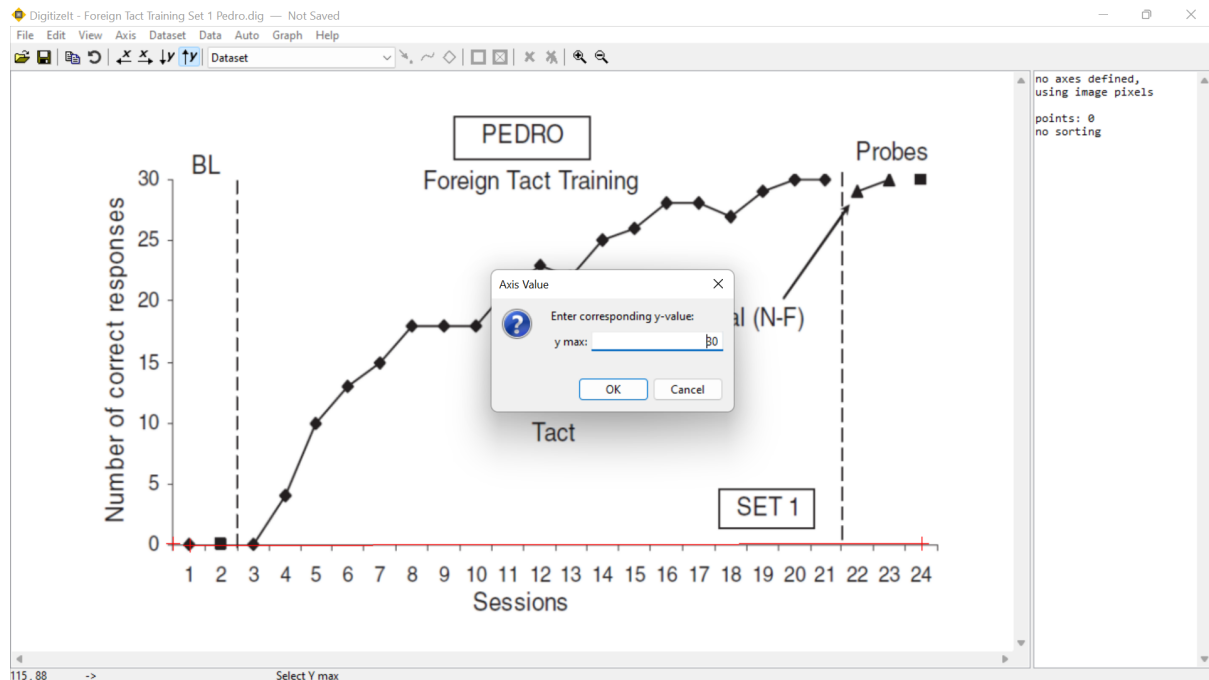 DigitizeIt - Foreign Tact Training Set 1 Pedro.dig — Not Saved
File Edit View Axis Dataset Data Auto Graph Help
x x y y Dataset
no axes defined,
using image pixels
points: 0
no sorting
PEDRO
BL
Foreign Tact Training
Probes
Number of correct responses
30
25
20
15
10
5
0
al (N-F)
Tact
SET 1
1 2 3 4 5 6 7 8 9 10 11 12 13 14 15 16 17 18 19 20 21 22 23 24
Sessions
Axis Value
Enter corresponding y-value:
y max: 30
OK Cancel
115, 88 -> Select Y max